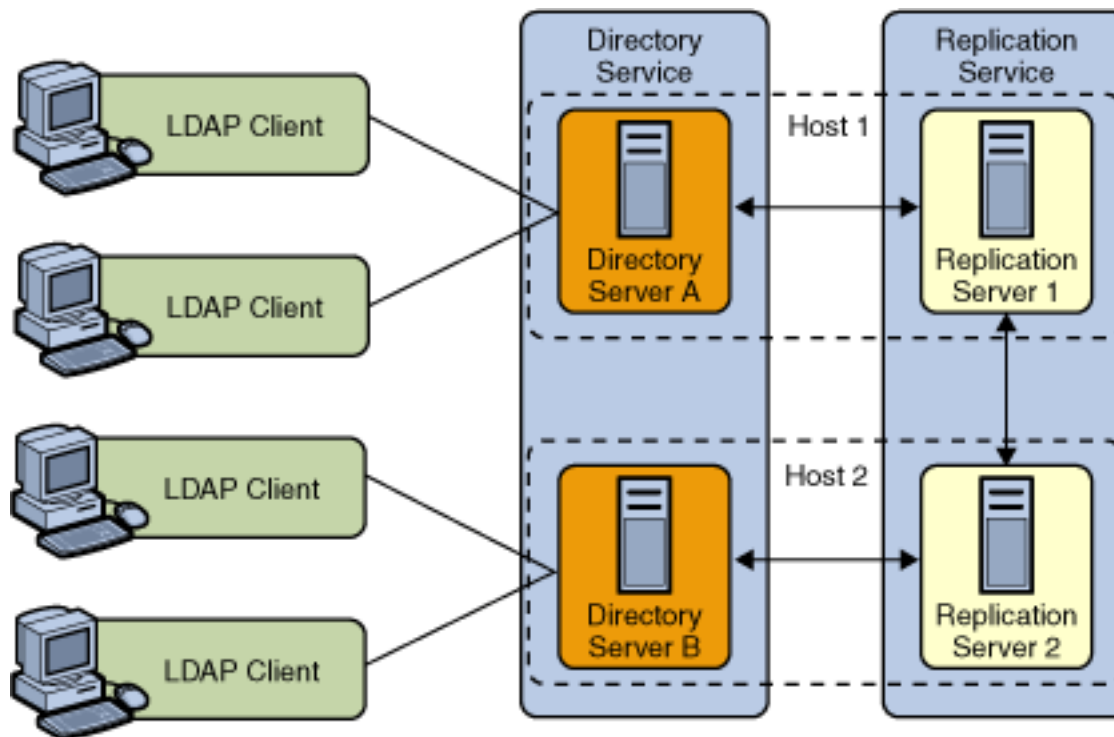 Directory
Service
Replication
Service
LDAP Client
Host 1
Directory
Server A
Replication
Server 1
LDAP Client
LDAP Client
Host 2
Directory
Server B
Replication
Server 2
LDAP Client